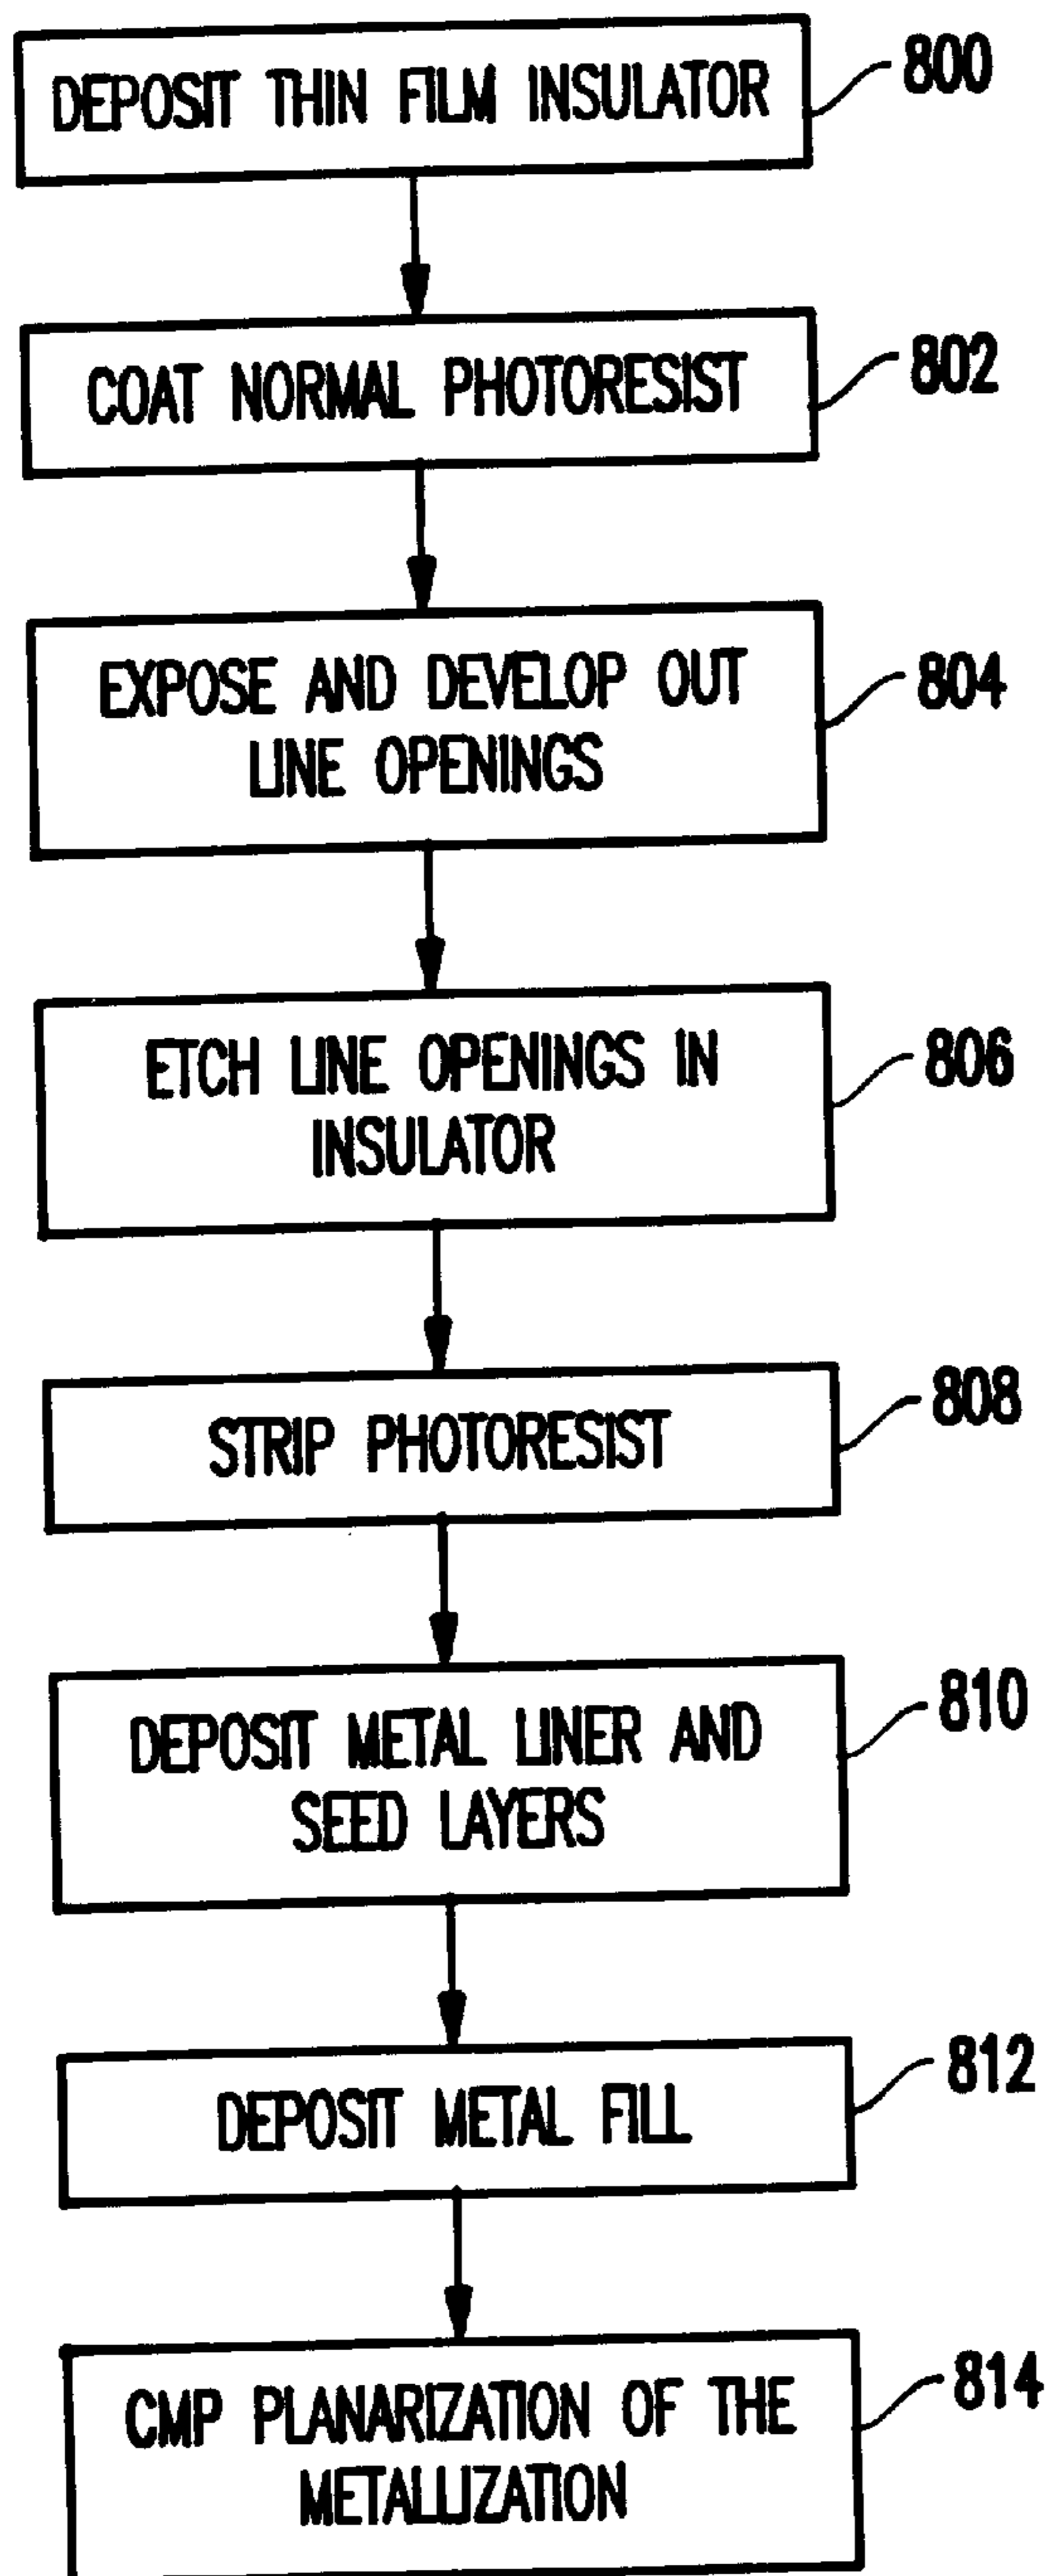 DEPOSIT THIN FILM INSULATOR
800
COAT NORMAL PHOTORESIST
802
EXPOSE AND DEVELOP OUT
LINE OPENINGS
804
ETCH LINE OPENINGS IN
INSULATOR
806
STRIP PHOTORESIST
808
DEPOSIT METAL LINER AND
SEED LAYERS
810
DEPOSIT METAL FILL
812
CMP PLANARIZATION OF THE
METALLIZATION
814